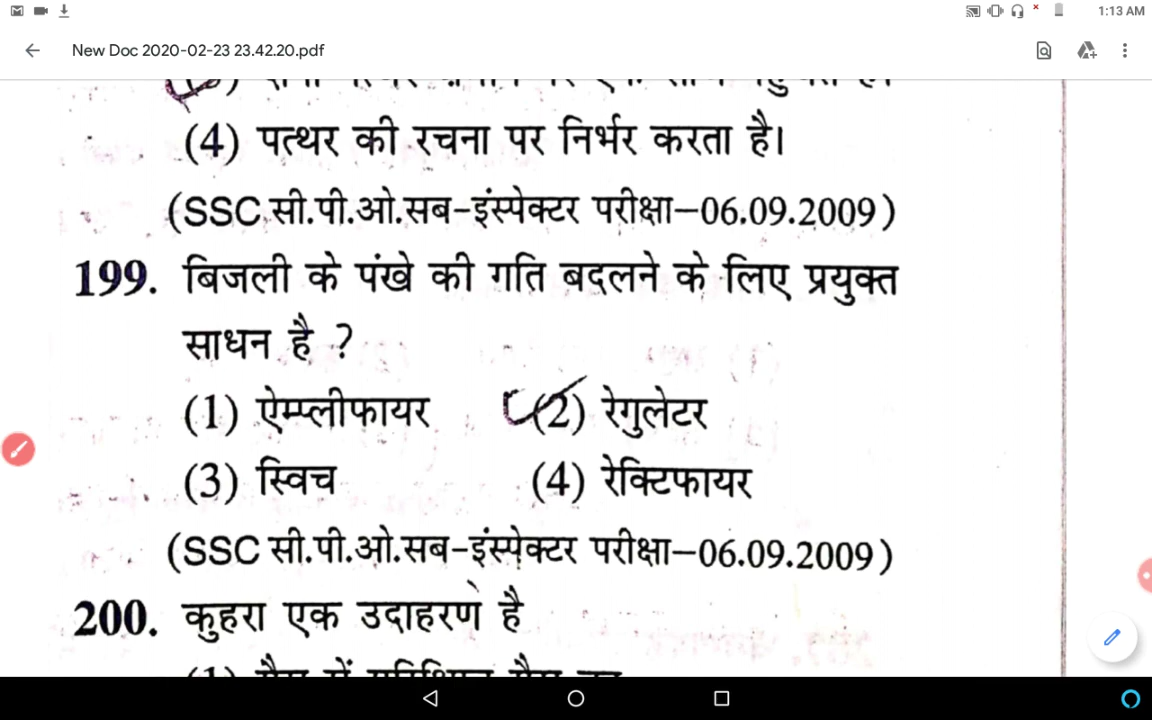 1:13 AM
New Doc 2020-02-23 23.42.20.pdf
(4) पत्थर की रचना पर निर्भर करता है।
(SSC सी.पी.ओ.सब-इंस्पेक्टर परीक्षा–06.09.2009)
199. बिजली के पंखे की गति बदलने के लिए प्रयुक्त
साधन है ?
(1) ऐम्प्लीफायर (2) रेगुलेटर
(3) स्विच (4) रेक्टिफायर
(SSC सी.पी.ओ.सब-इंस्पेक्टर परीक्षा–06.09.2009)
200. कुहरा एक उदाहरण है